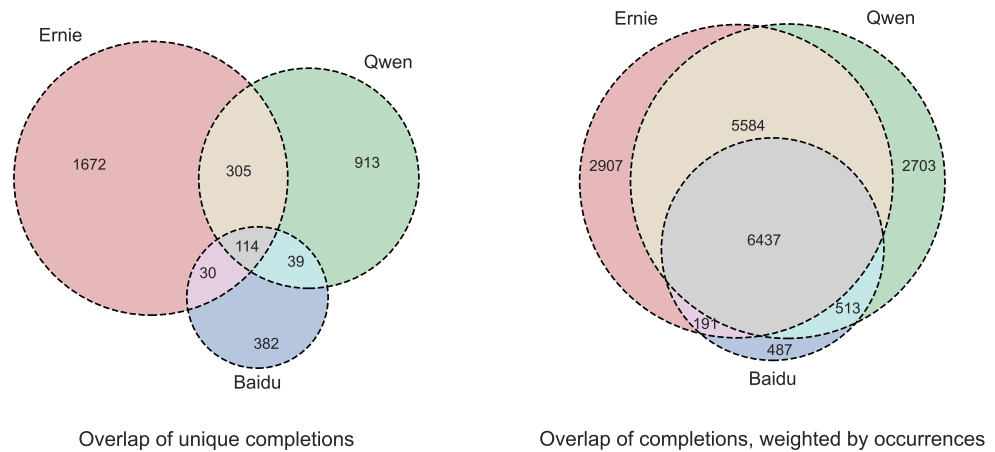 Ernie
Qwen
1672
305
913
114
30
39
382
Baidu
Overlap of unique completions
Ernie
Qwen
5584
2907
2703
6437
191
513
487
Baidu
Overlap of completions, weighted by occurrences